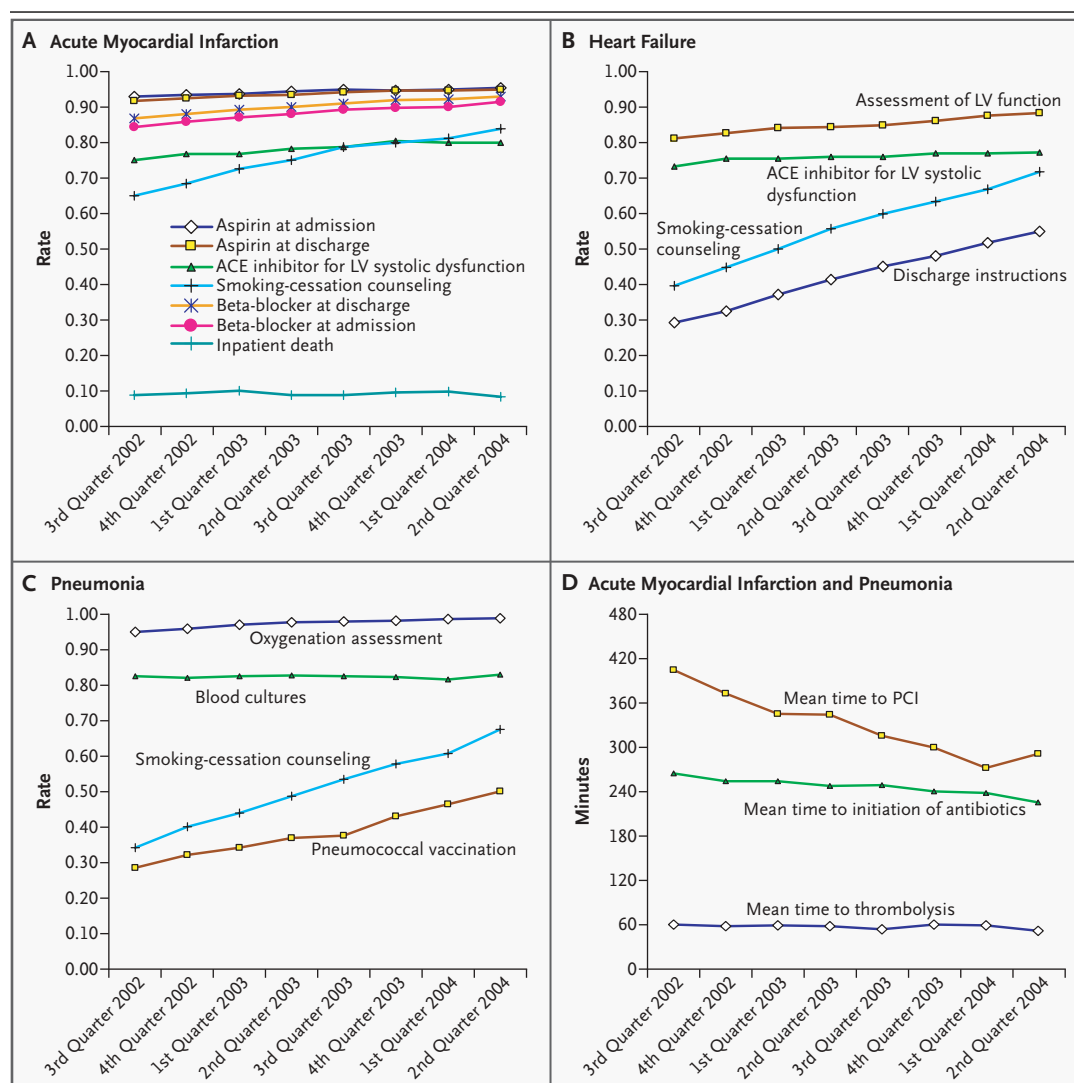 A Acute Myocardial Infarction
1.00
0.90
0.80
0.70
0.60
0.50
0.40
0.30
0.20
0.10
0.00
Rate
Aspirin at admission
Aspirin at discharge
ACE inhibitor for LV systolic dysfunction
Smoking-cessation counseling
Beta-blocker at discharge
Beta-blocker at admission
Inpatient death
3rd Quarter 2002
4th Quarter 2002
1st Quarter 2003
2nd Quarter 2003
3rd Quarter 2003
4th Quarter 2003
1st Quarter 2004
2nd Quarter 2004
B Heart Failure
1.00
0.90
0.80
0.70
0.60
0.50
0.40
0.30
0.20
0.10
0.00
Rate
Assessment of LV function
ACE inhibitor for LV systolic
dysfunction
Smoking-cessation
counseling
Discharge instructions
3rd Quarter 2002
4th Quarter 2002
1st Quarter 2003
2nd Quarter 2003
3rd Quarter 2003
4th Quarter 2003
1st Quarter 2004
2nd Quarter 2004
C Pneumonia
1.00
0.90
0.80
0.70
0.60
0.50
0.40
0.30
0.20
0.10
0.00
Rate
Oxygenation assessment
Blood cultures
Smoking-cessation counseling
Pneumococcal vaccination
3rd Quarter 2002
4th Quarter 2002
1st Quarter 2003
2nd Quarter 2003
3rd Quarter 2003
4th Quarter 2003
1st Quarter 2004
2nd Quarter 2004
D Acute Myocardial Infarction and Pneumonia
480
420
360
300
240
180
120
60
0
Minutes
Mean time to PCI
Mean time to initiation of antibiotics
Mean time to thrombolysis
3rd Quarter 2002
4th Quarter 2002
1st Quarter 2003
2nd Quarter 2003
3rd Quarter 2003
4th Quarter 2003
1st Quarter 2004
2nd Quarter 2004